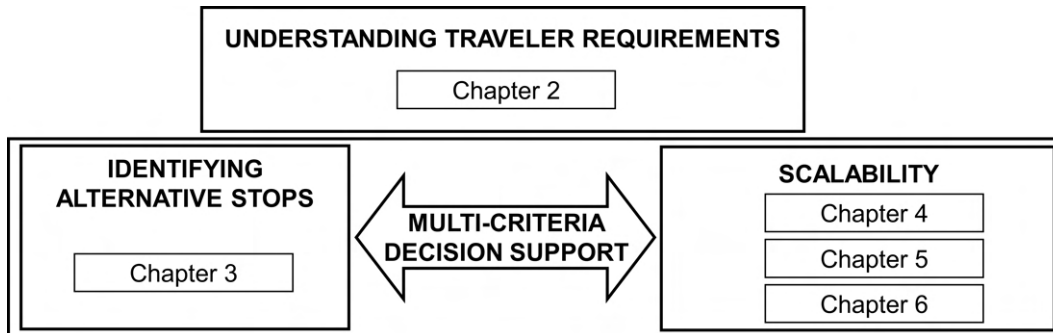 UNDERSTANDING TRAVELER REQUIREMENTS
Chapter 2
IDENTIFYING
ALTERNATIVE STOPS
Chapter 3
MULTI-CRITERIA
DECISION SUPPORT
SCALABILITY
Chapter 4
Chapter 5
Chapter 6